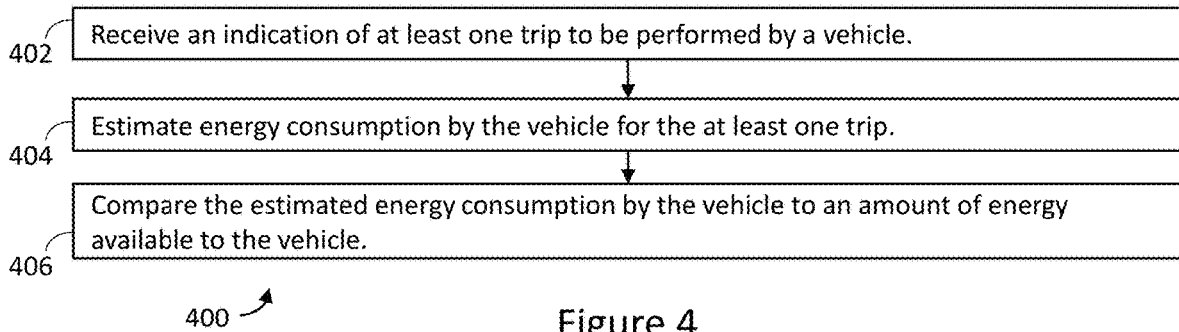 402 Receive an indication of at least one trip to be performed by a vehicle.
404 Estimate energy consumption by the vehicle for the at least one trip.
Compare the estimated energy consumption by the vehicle to an amount of energy
406 available to the vehicle.
400
Figure 4